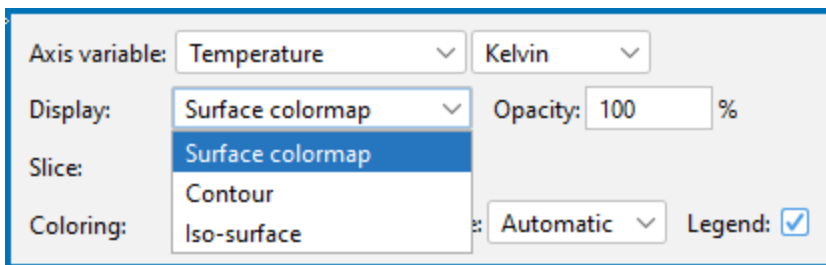 Axis variable: Temperature Kelvin
Display: Surface colormap Opacity: 100 %
Surface colormap
Slice:
Contour
Coloring: Iso-surface Automatic Legend: